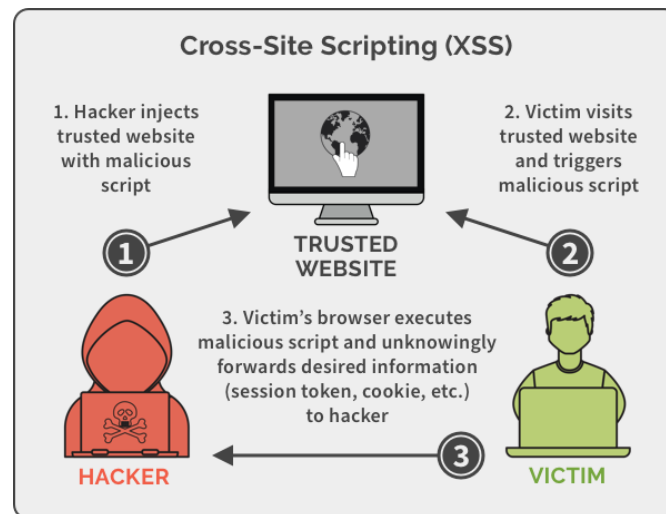 Cross-Site Scripting (XSS)
1. Hacker injects
trusted website
with malicious
script
2. Victim visits
trusted website
and triggers
malicious script
1
TRUSTED
WEBSITE
2
3. Victim's browser executes
malicious script and unknowingly
forwards desired information
(session token, cookie, etc.)
to hacker
HACKER
3
VICTIM